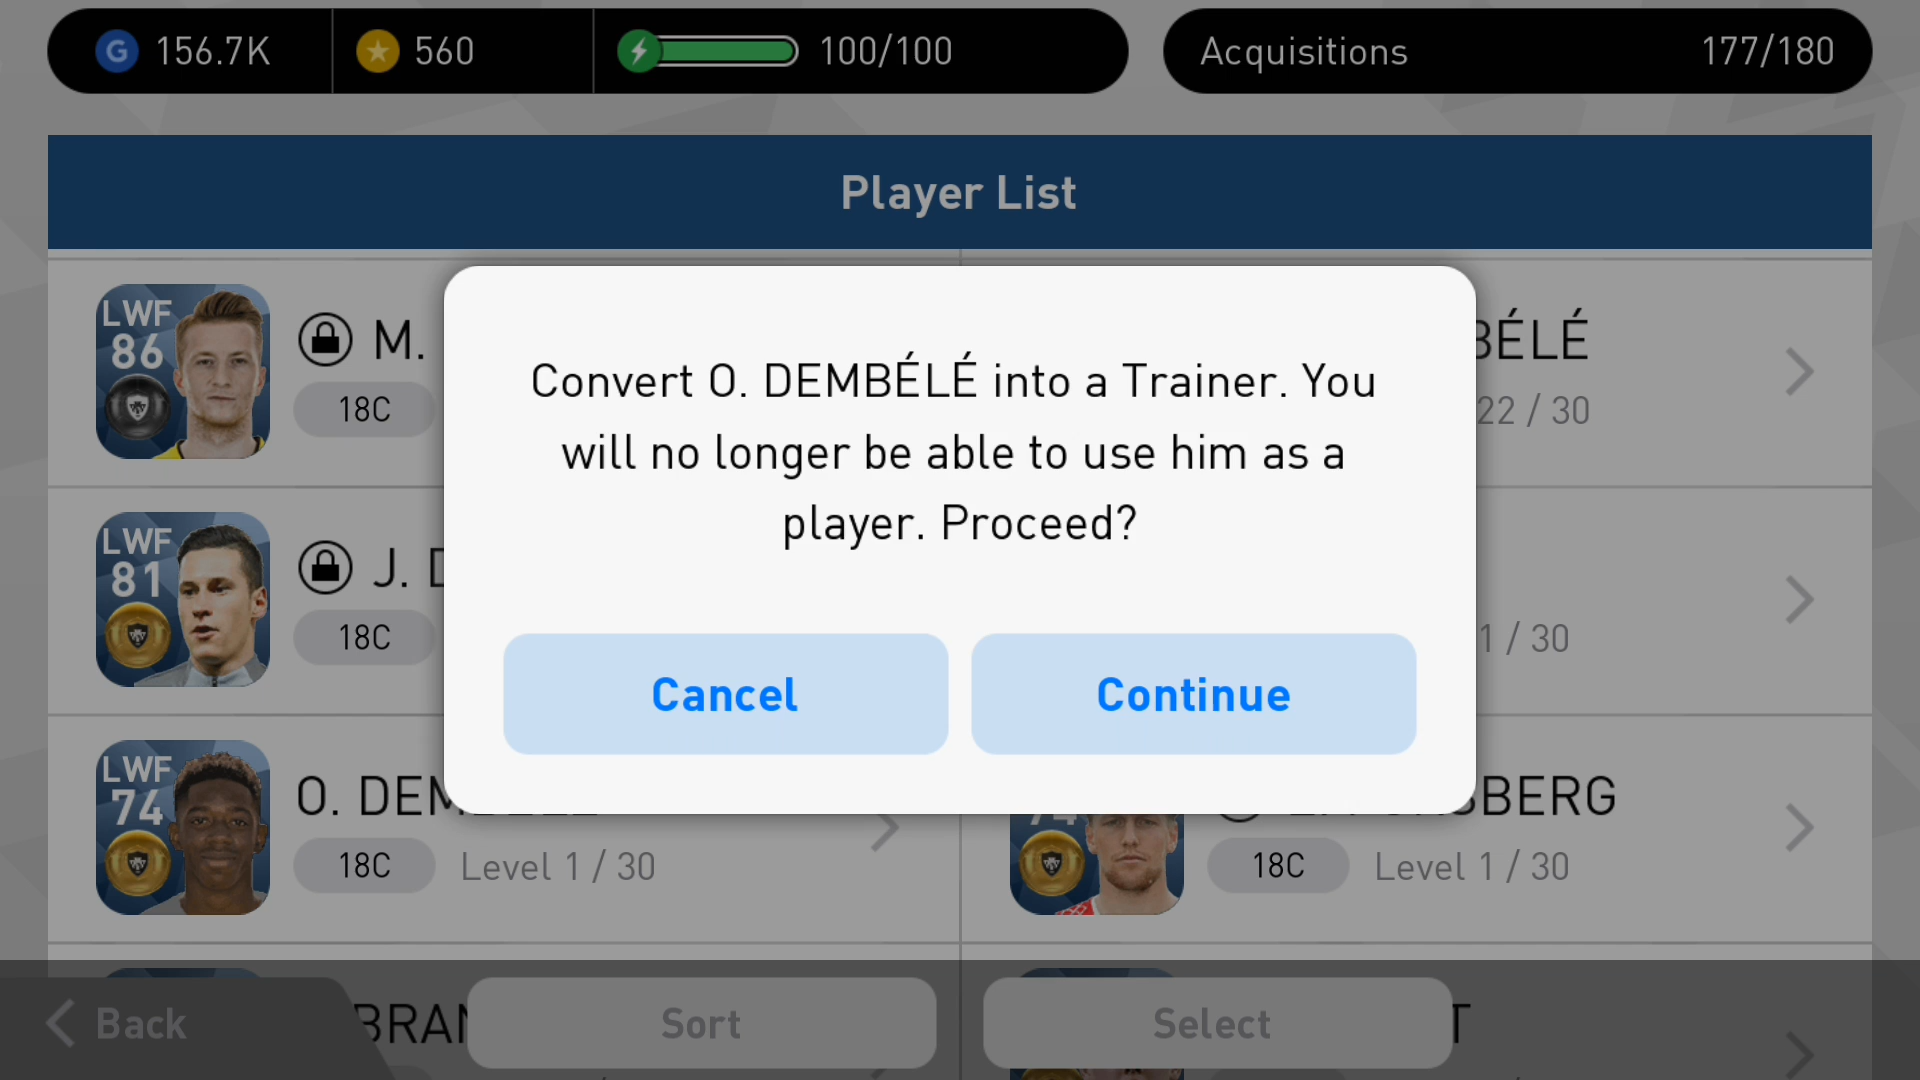 156.7K
560
100/100
Acquisitions
177/180
Player List
LWF
86
M.
18C
BÉLÉ
22 / 30
Convert O. DEMBÉLÉ into a Trainer. You
will no longer be able to use him as a
player. Proceed?
Cancel
Continue
LWF
81
J.
18C
1 / 30
LWF
74
O. DEM
18C
Level 1 / 30
SBERG
18C
Level 1 / 30
Back
BRAN
Sort
Select
T